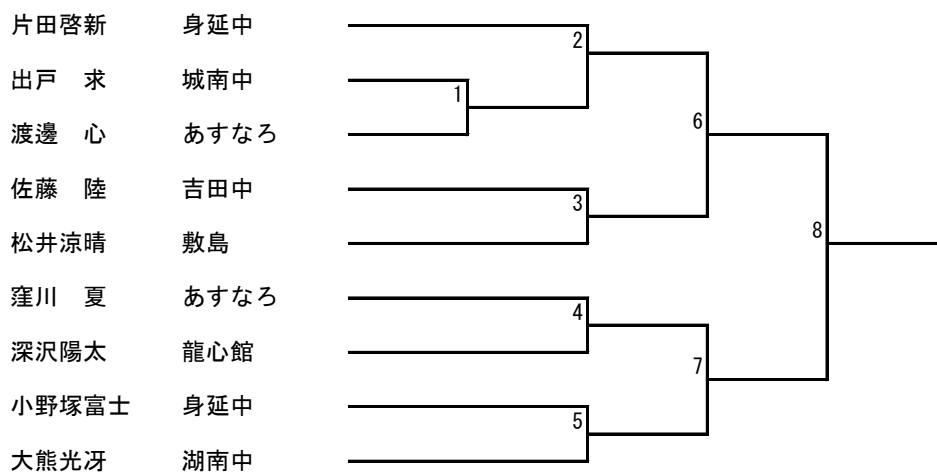 片田啓新 身延中
2
出戸 求 城南中
1
渡邊 心 あすなろ
6
佐藤 陸 吉田中
3
松井涼晴 敷島
8
窪川 夏 あすなろ
4
深沢陽太 龍心館
7
小野塚富士 身延中
5
大熊光冴 湖南中